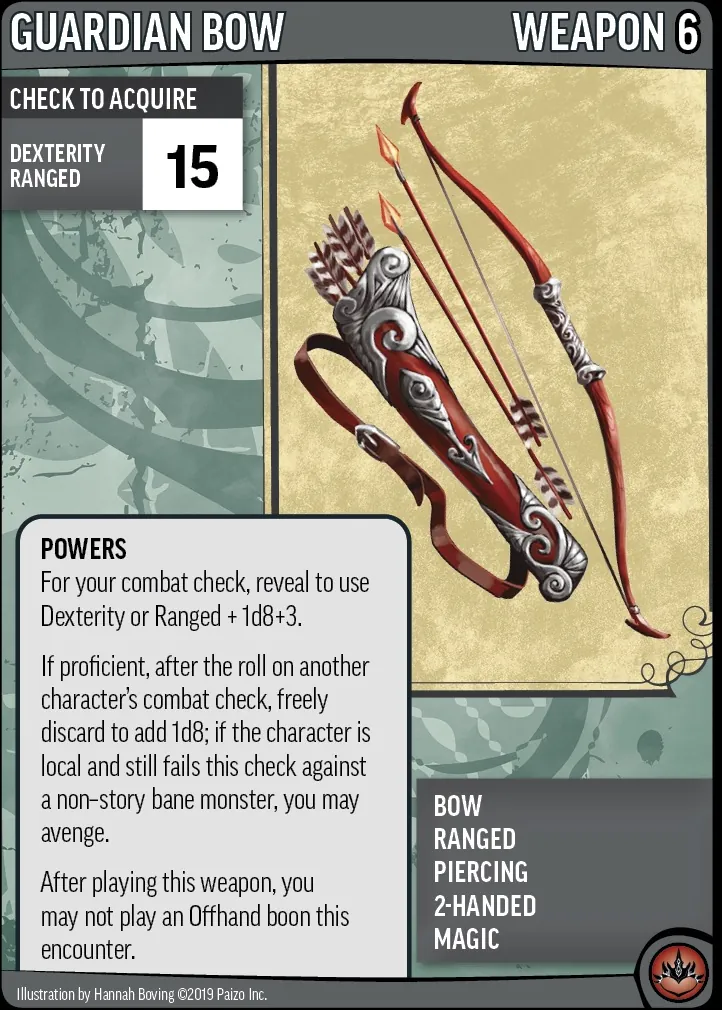 GUARDIAN BOW WEAPON 6
CHECK TO ACQUIRE
DEXTERITY
RANGED
15
POWERS
For your combat check, reveal to use
Dexterity or Ranged + 1d8+3.
If proficient, after the roll on another
character's combat check, freely
discard to add 1d8; if the character is
local and still fails this check against
a non-story bane monster, you may
avenge.
After playing this weapon, you
may not play an Offhand boon this
encounter.
BOW
RANGED
PIERCING
2-HANDED
MAGIC
Illustration by Hannah Boving ©2019 Paizo Inc.